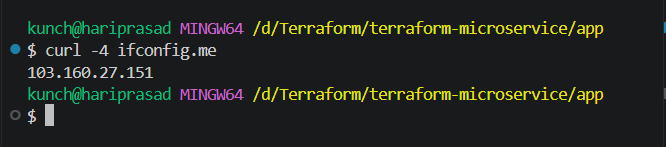 kunch@hariprasad MINGW64 /d/Terraform/terraform-microservice/app
$ curl -4 ifconfig.me
103.160.27.151
kunch@hariprasad MINGW64 /d/Terraform/terraform-microservice/app
$